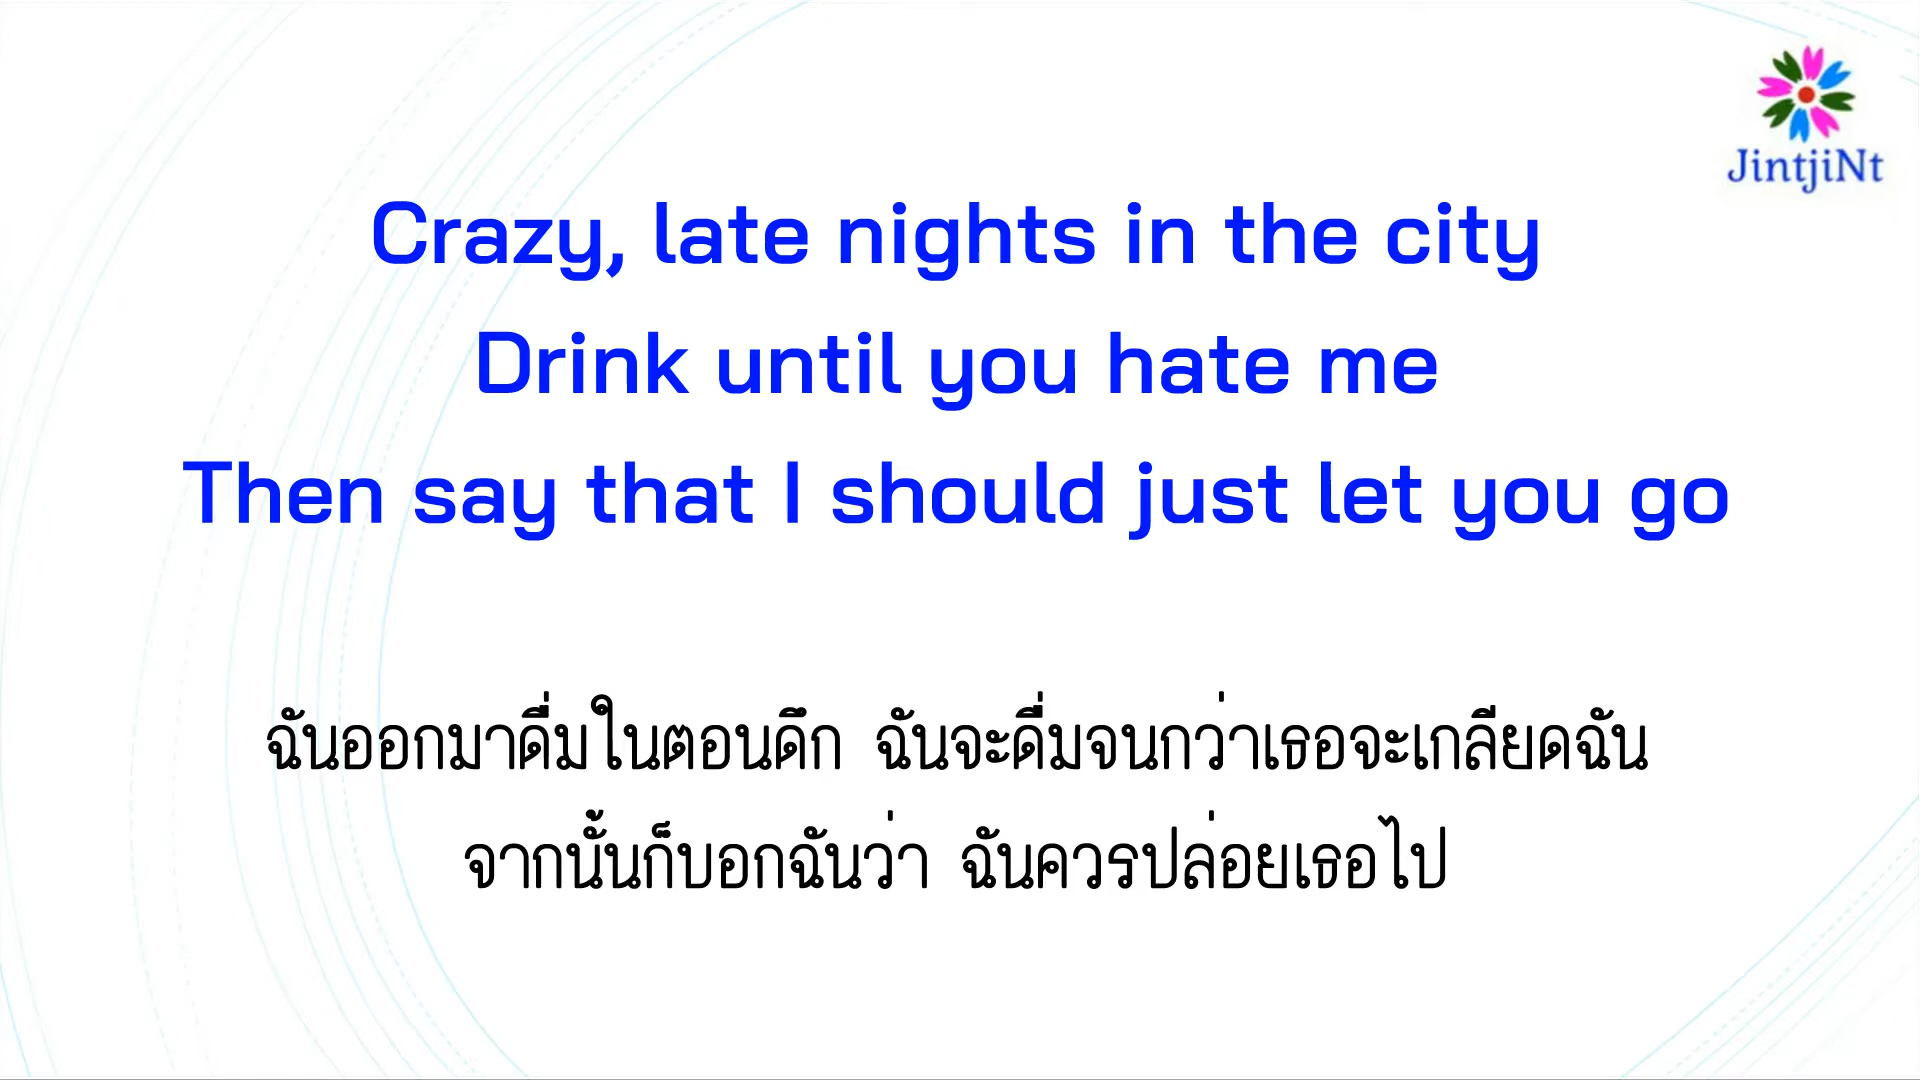 JintjiNt
Crazy, late nights in the city
Drink until you hate me
Then say that I should just let you go
ฉันออกมาดื่มในตอนดึก ฉันจะดื่มจนกว่าเธอจะเกลียดฉัน
จากนั้นก็บอกฉันว่า ฉันควรปล่อยเธอไป